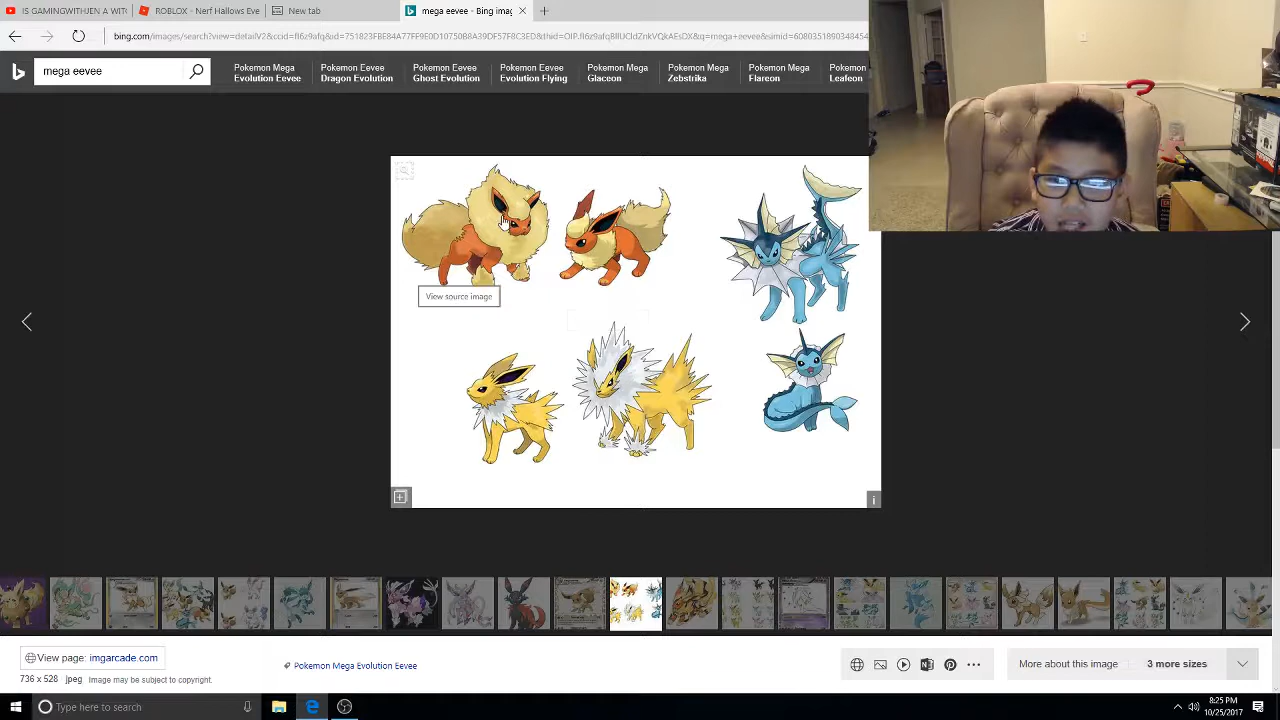 IS GAMINGWITHJEN A WITC
ROBLOX - Nerf Hallows Eve
New tab
mega eevee - Bing imag
mega eevee
Pokemon Mega
Evolution Eevee
Pokemon Eevee
Dragon Evolution
Pokemon Eevee
Ghost Evolution
Pokemon Eevee
Evolution Flying
Pokemon Mega
Glaceon
Pokemon Mega
Zebstrika
Pokemon Mega
Flareon
Pokemon
Leafeon
View source image
View page: imgarcade.com
Pokemon Mega Evolution Eevee
More about this image
3 more sizes
736 x 528 jpeg Image may be subject to copyright.
Type here to search
8:25 PM
10/25/2017